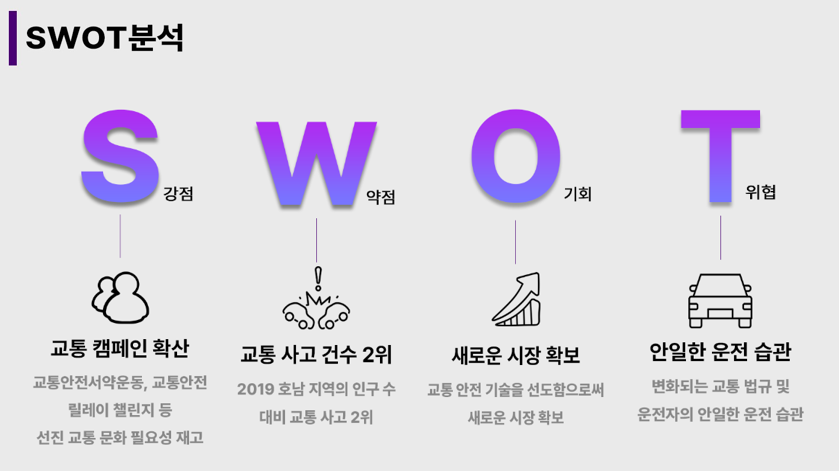 SWOT분석
S
강점
W
약점
O
기회
T
위협
교통 캠페인 확산
교통안전서약운동, 교통안전
릴레이 챌린지 등
선진 교통 문화 필요성 재고
교통 사고 건수 2위
2019 호남 지역의 인구 수
대비 교통 사고 2위
새로운 시장 확보
교통 안전 기술을 선도함으로써
새로운 시장 확보
안일한 운전 습관
변화되는 교통 법규 및
운전자의 안일한 운전 습관